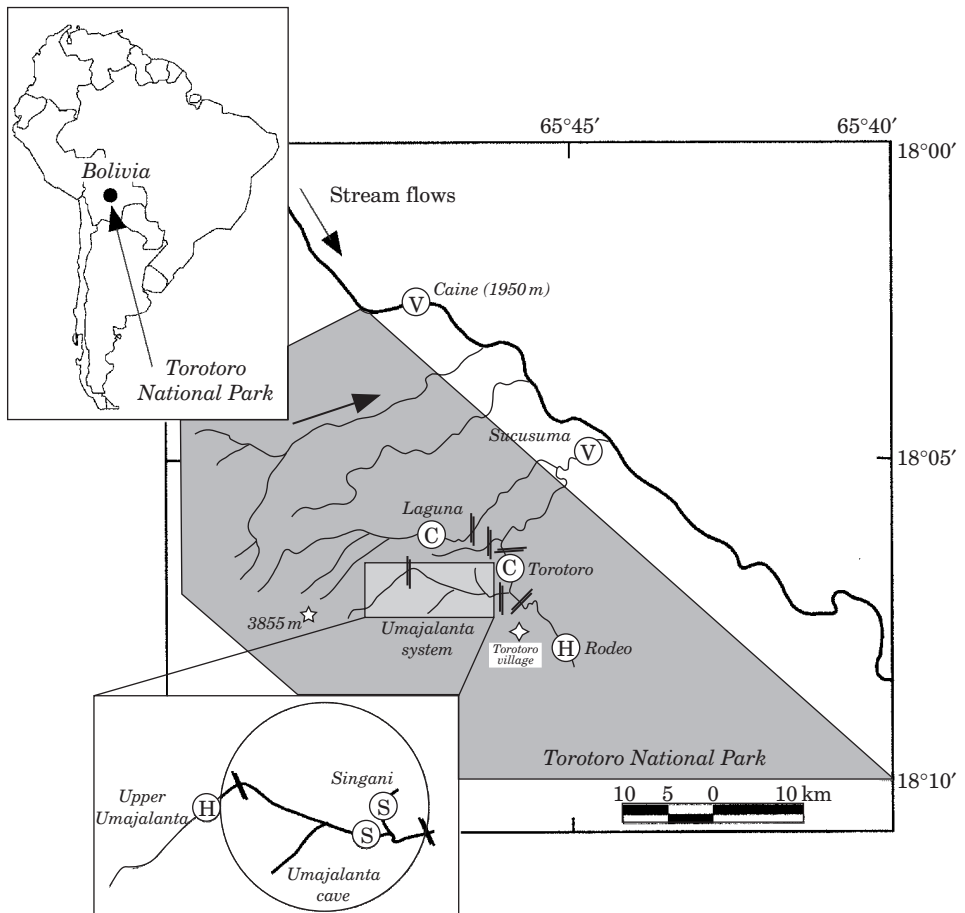 Bolivia
Torotoro
National Park
65°45′
65°40′
18°00′
Stream flows
V
Caine (1950 m)
Sucusuma
V
18°05′
Laguna
C
C
Torotoro
3855 m
Umajalanta
system
Torotoro
village
H
Rodeo
Torotoro National Park
18°10′
10 5 0 10 km
Upper
Umajalanta
H
Singani
S
S
Umajalanta
cave